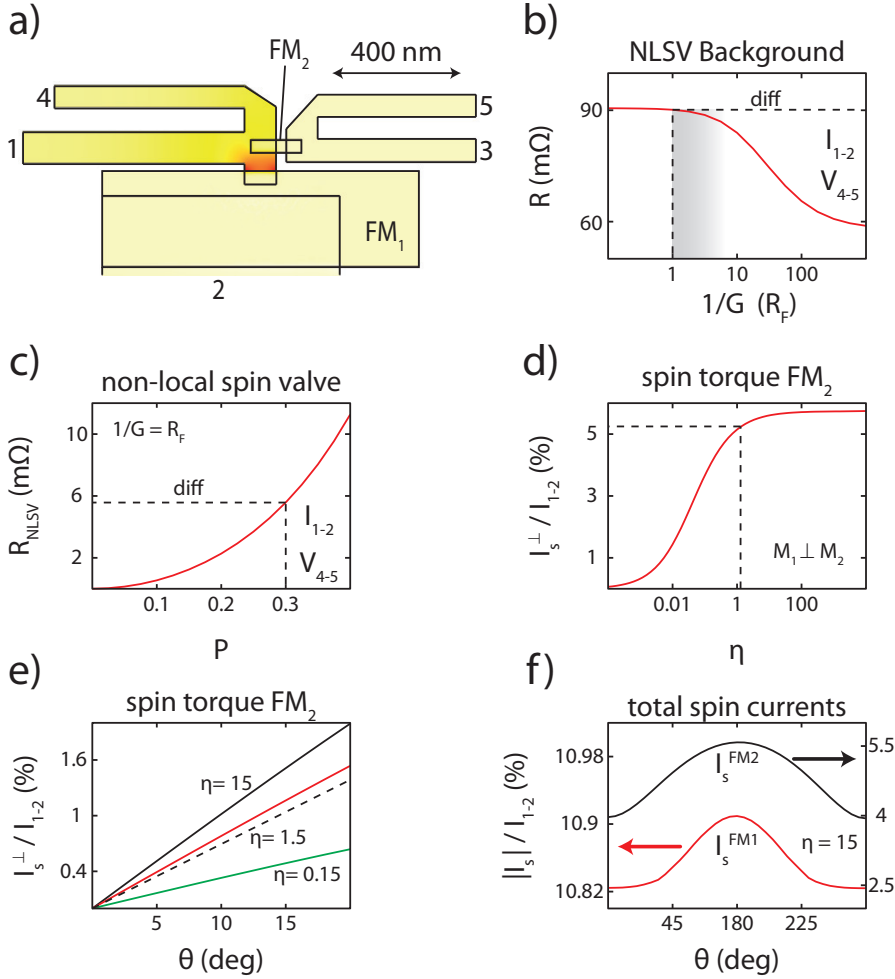 a)
FM2
400 nm
4
5
1
3
FM1
2
b)
NLSV Background
R (mΩ)
90
60
diff
I1-2
V4-5
1
10
100
1/G (RF)
c)
non-local spin valve
RNLSV (mΩ)
10
6
2
1/G = RF
diff
I1-2
V4-5
0.1
0.2
0.3
P
d)
spin torque FM2
Is⊥ / I1-2 (%)
5
3
1
M1 ⊥ M2
0.01
1
100
η
e)
spin torque FM2
Is⊥ / I1-2 (%)
1.6
1
0.4
η= 15
η= 1.5
η= 0.15
5
10
15
θ (deg)
f)
total spin currents
|Is| / I1-2 (%)
10.98
10.9
10.82
5.5
4
2.5
IsFM2
IsFM1
η = 15
45
180
225
θ (deg)